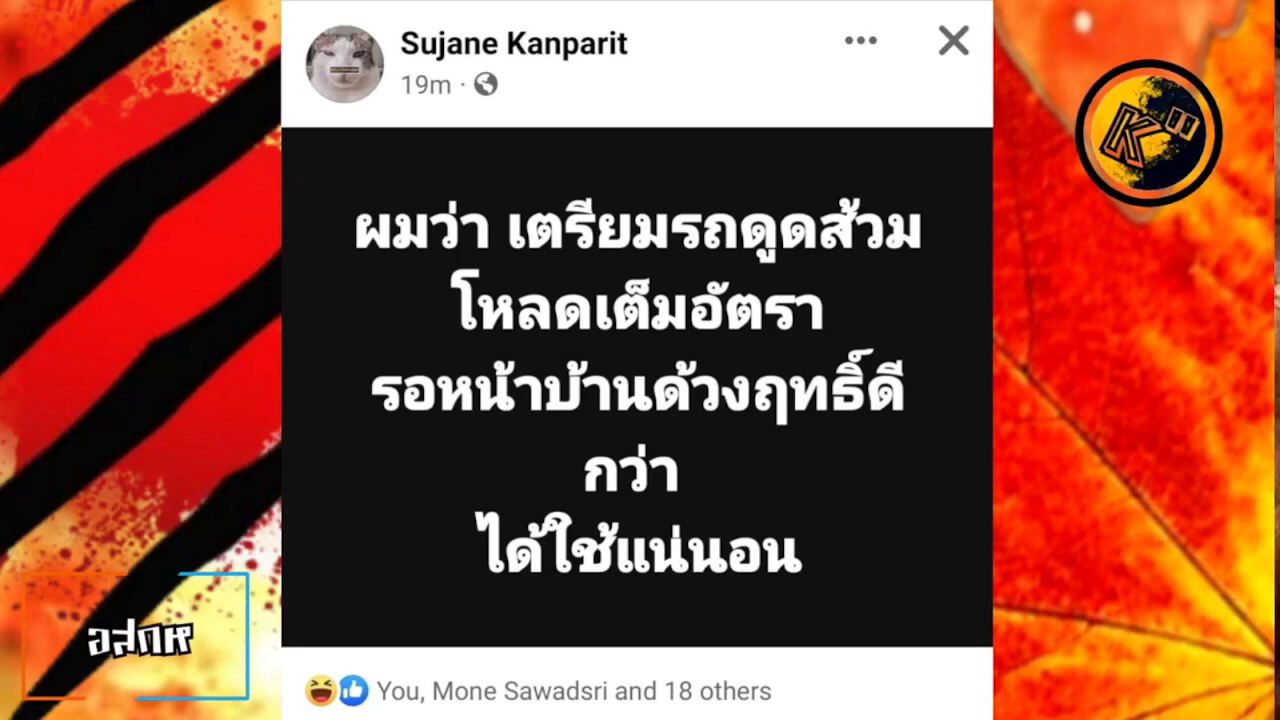 Sujane Kanparit
19m ·
K"
ผมว่า เตรียมรถดูดส้วม
โหลดเต็มอัตรา
รอหน้าบ้านด้วงฤทธิ์ดี
กว่า
ได้ใช้แน่นอน
อสกห
You, Mone Sawadsri and 18 others